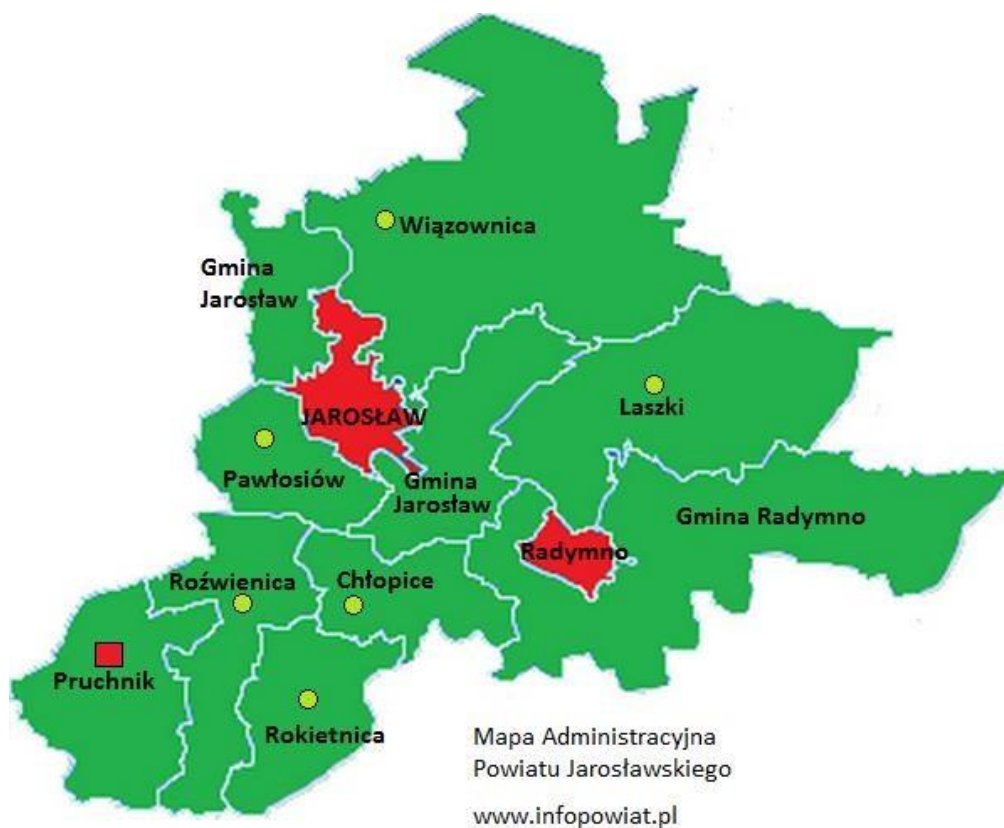 Wiązownica
Gmina
Jarosław
Laszki
JAROSŁAW
Pawłosiów
Gmina
Jarosław
Gmina Radymno
Radymno
Roźwienica
Chłopice
Pruchnik
Rokietnica
Mapa Administracyjna
Powiatu Jarosławskiego
www.infopowiat.pl